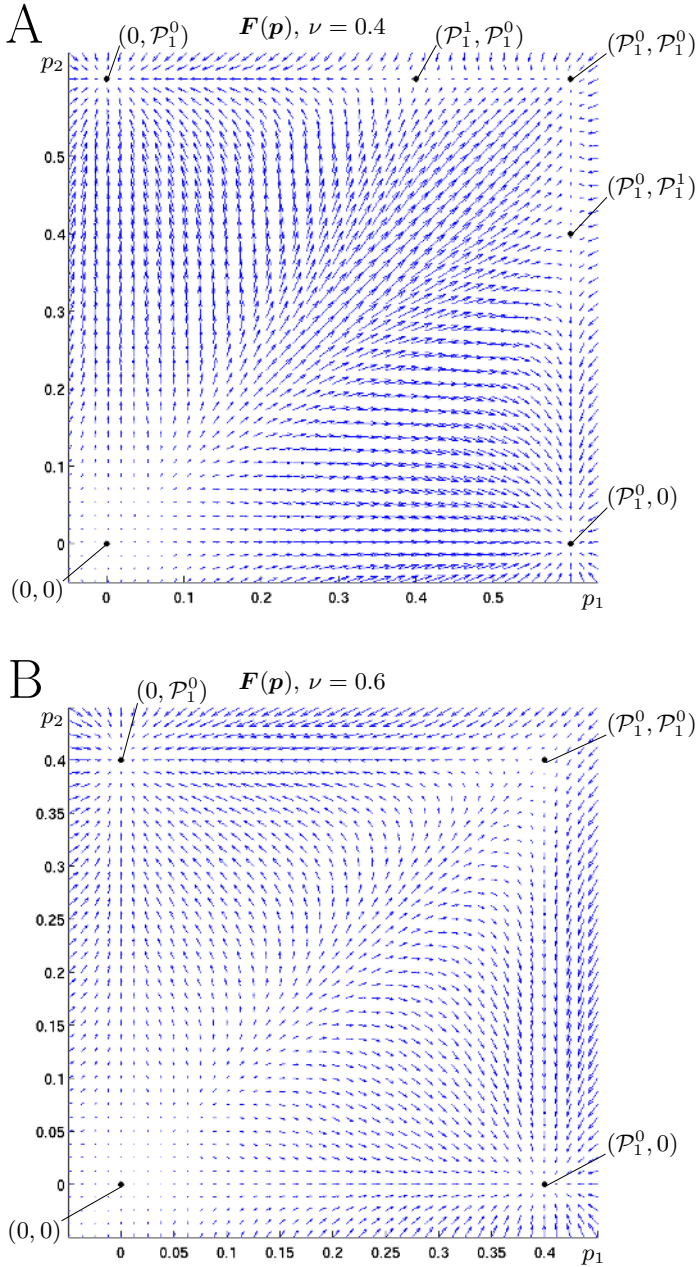 A
(0, 𝒫₁⁰)
F(p), ν = 0.4
(𝒫₁¹, 𝒫₁⁰)
(𝒫₁⁰, 𝒫₁⁰)
p₂
0.5
(𝒫₁⁰, 𝒫₁¹)
0.4
0.3
0.2
0.1
(𝒫₁⁰, 0)
0
(0, 0)
0 0.1 0.2 0.3 0.4 0.5 p₁
B
(0, 𝒫₁⁰)
F(p), ν = 0.6
p₂
(𝒫₁⁰, 𝒫₁⁰)
0.4
0.35
0.3
0.25
0.2
0.15
0.1
0.05
(𝒫₁⁰, 0)
0
(0, 0)
0 0.05 0.1 0.15 0.2 0.25 0.3 0.35 0.4 p₁